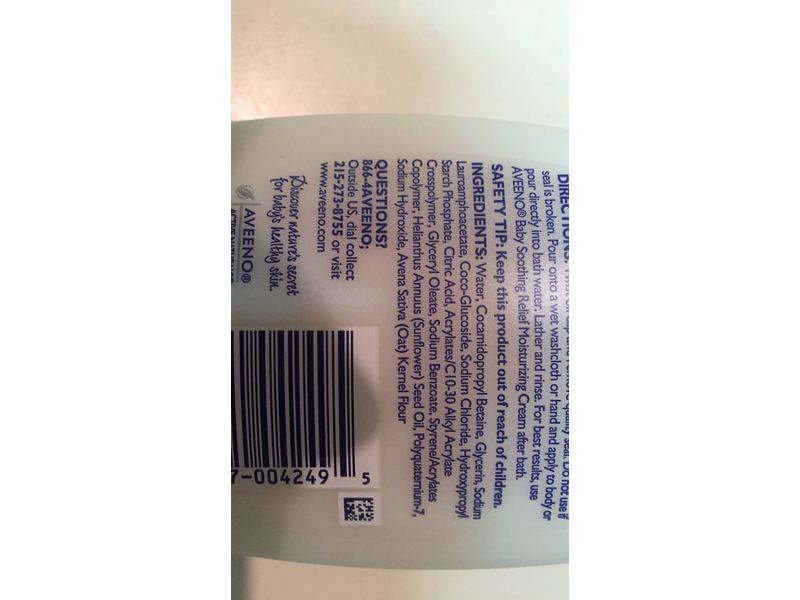 seal is broken. Pour onto a wet washcloth or hand and apply to body or
pour directly into bath water. Lather and rinse. For best results, use
AVEENO® Baby Soothing Relief Moisturizing Cream after bath.
SAFETY TIP: Keep this product out of reach of children.
INGREDIENTS: Water, Cocamidopropyl Betaine, Glycerin, Sodium
Lauroamphoacetate, Coco-Glucoside, Sodium Chloride, Hydroxypropyl
Starch Phosphate, Citric Acid, Acrylates/C10-30 Alkyl Acrylate
Crosspolymer, Glyceryl Oleate, Sodium Benzoate, Styrene/Acrylates
Copolymer, Helianthus Annuus (Sunflower) Seed Oil, Polyquaternium-7,
Sodium Hydroxide, Avena Sativa (Oat) Kernel Flour
QUESTIONS?
866-4AVEENO;
Outside US, dial collect
215-273-8755 or visit
www.aveeno.com
Discover nature's secret
for baby's healthy skin.
AVEENO®
7-004249 5